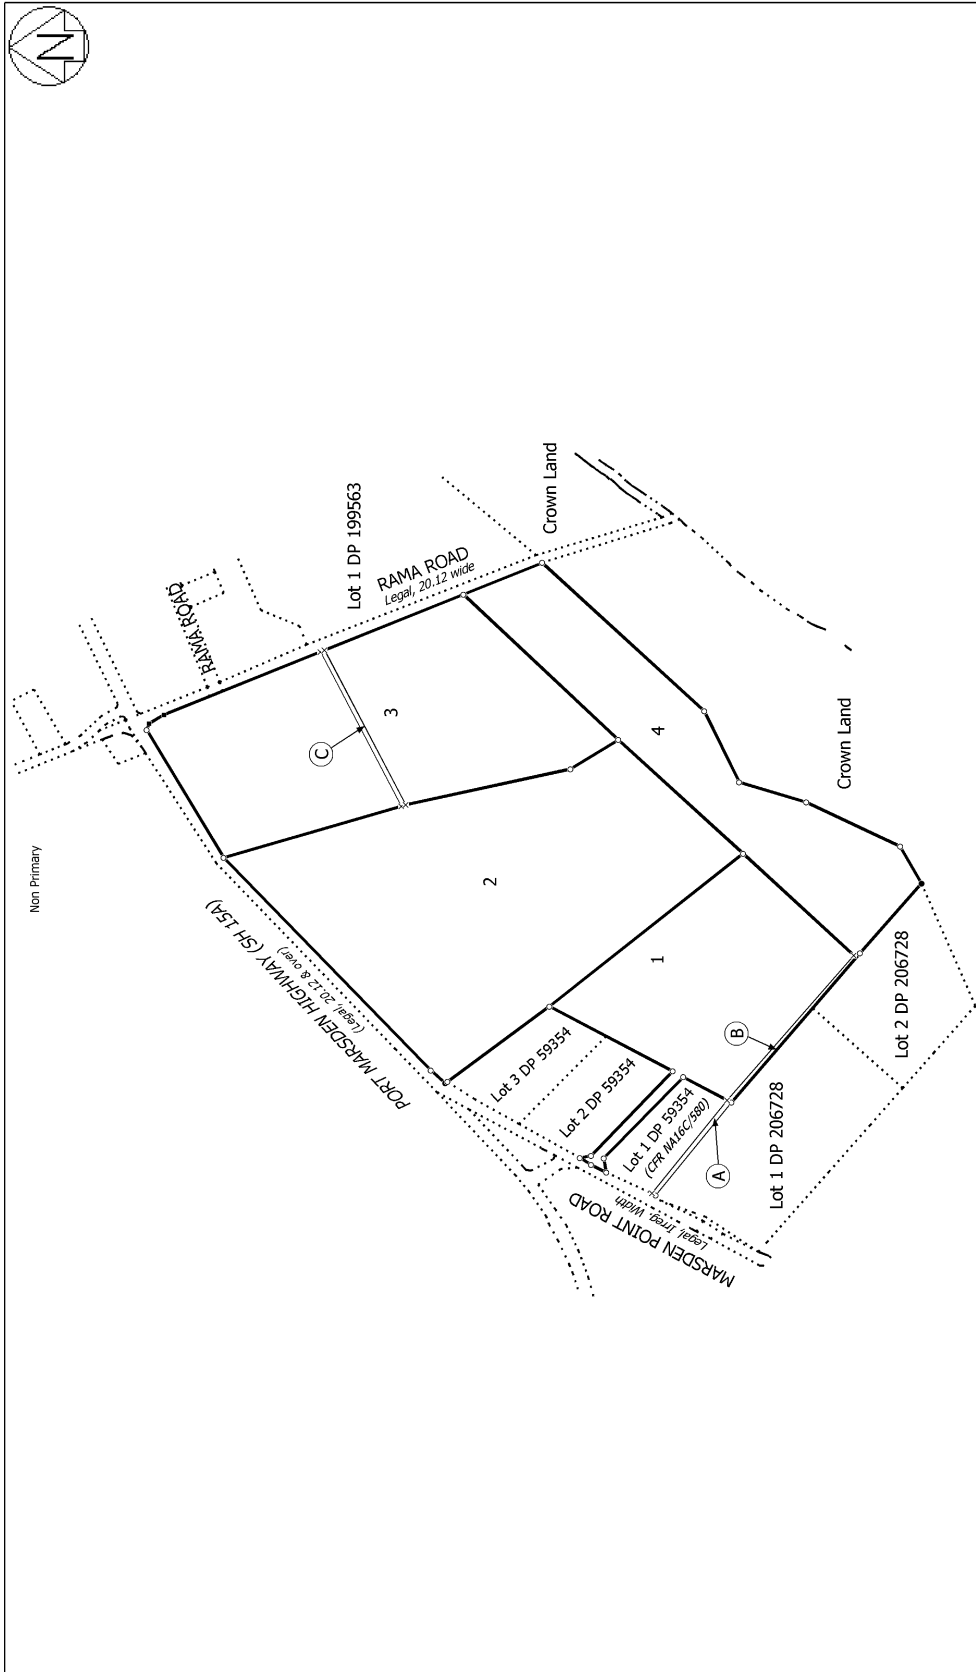 N
Non Primary
RAMA ROAD
Lot 1 DP 199563
RAMA ROAD
Legal, 20.12 wide
Crown Land
3
C
4
Crown Land
2
PORT MARSDEN HIGHWAY (SH 15A)
(Legal, 20.12 & over)
1
Lot 3 DP 59354
Lot 2 DP 59354
Lot 1 DP 59354
(CFR NA16C/580)
B
A
Lot 2 DP 206728
Lot 1 DP 206728
MARSDEN POINT ROAD
Legal, Irreg. Width